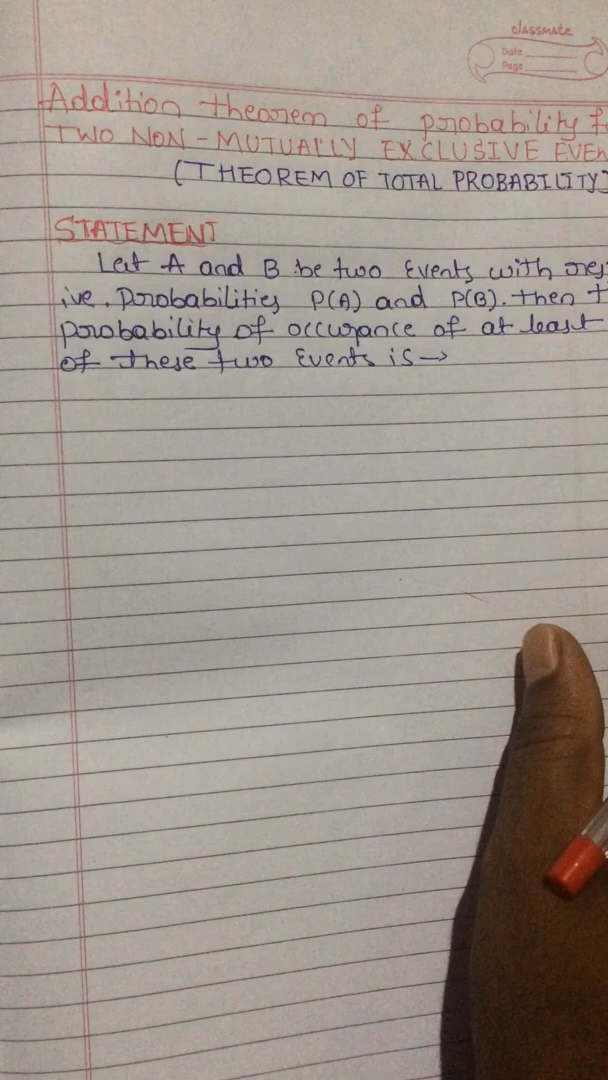 classmate
Date
Page
Addition theorem of probability
TWO NON-MUTUALLY EXCLUSIVE EVEN
(THEOREM OF TOTAL PROBABILITY)
STATEMENT
Let A and B be two Events with res
ive. Probabilities P(A) and P(B). then t
probability of occurance of at least
of these two Events is →